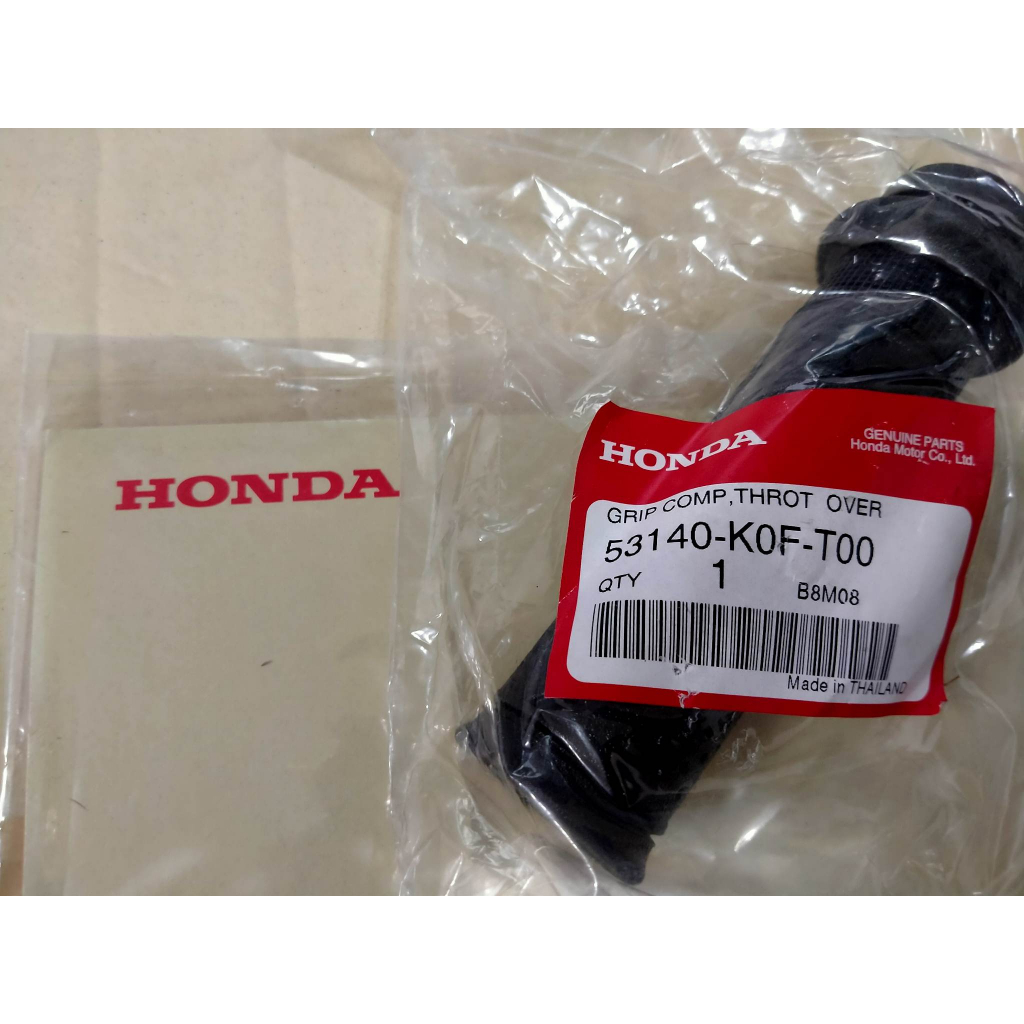 HONDA
HONDA
GENUINE PARTS
Honda Motor Co., Ltd.
GRIP COMP,THROT OVER
53140-K0F-T00
QTY 1 B8M08
Made in THAILAND